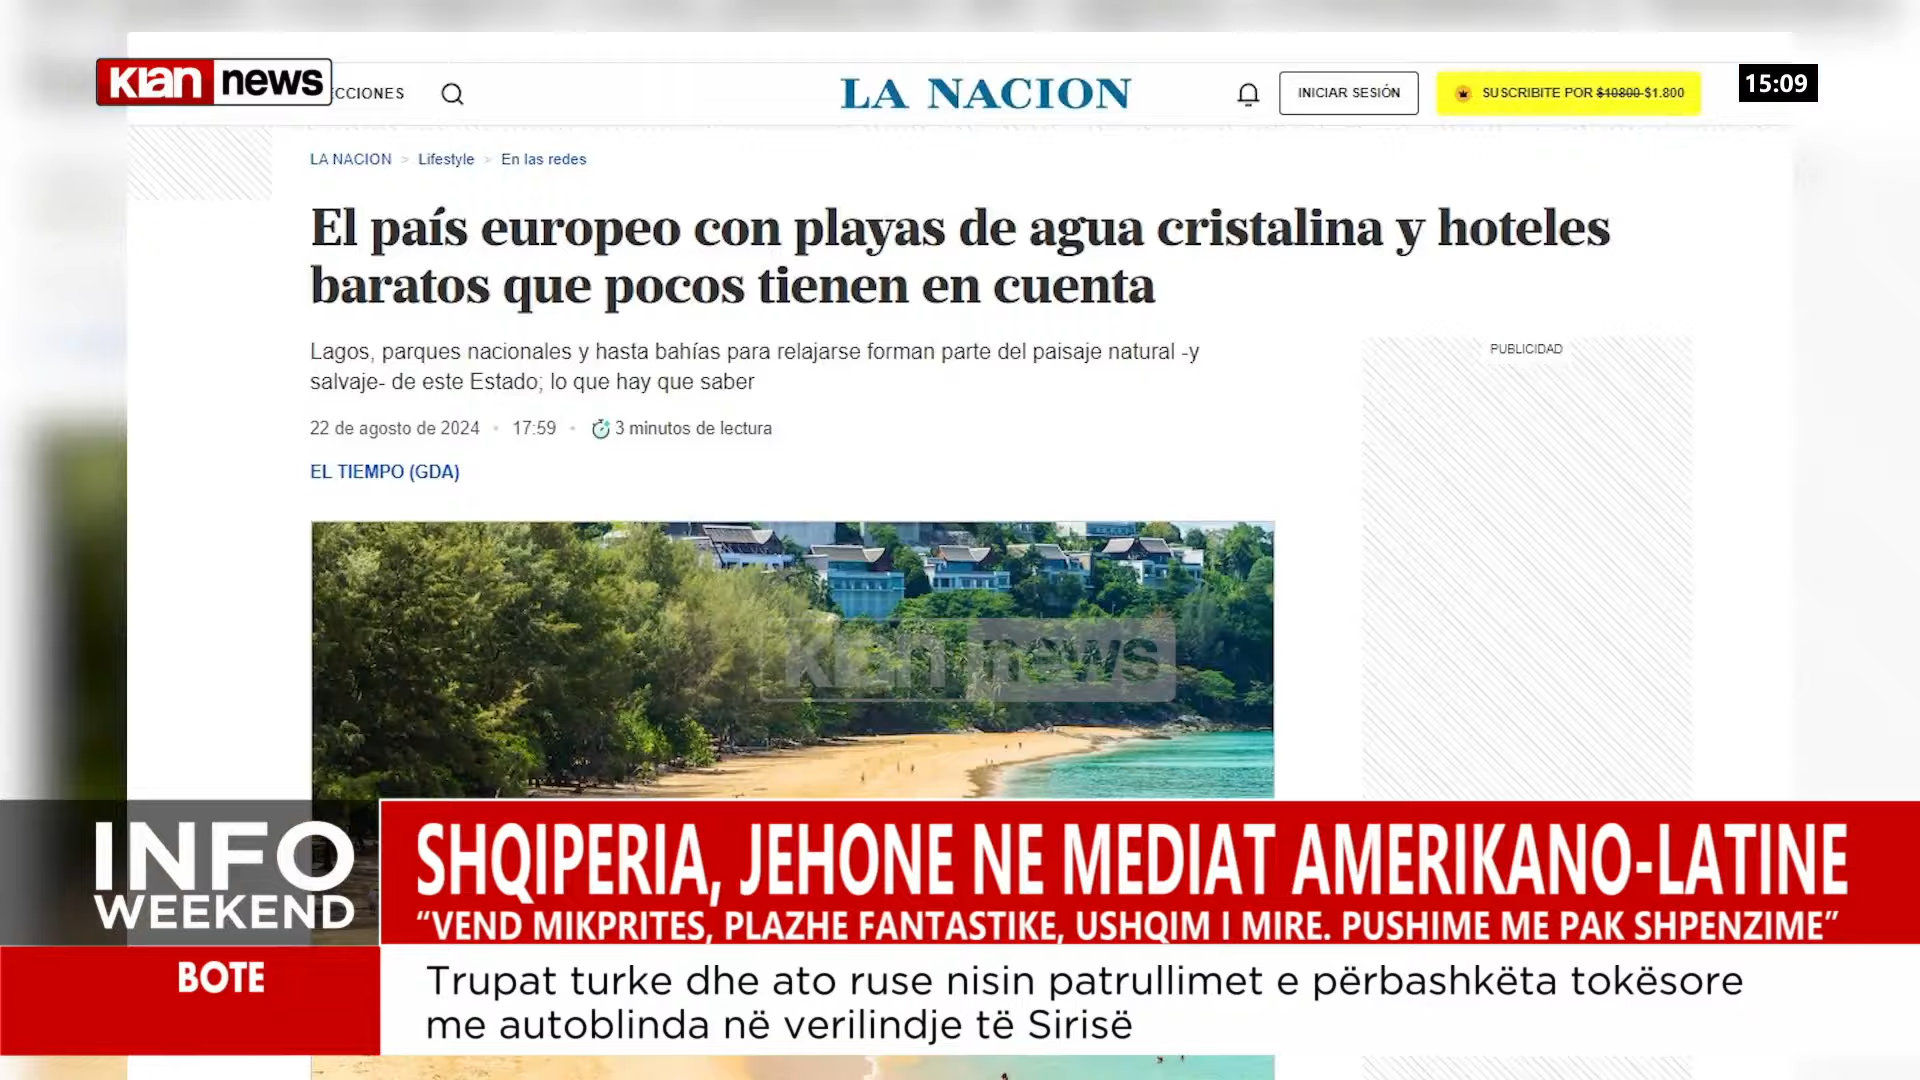 Klan news
ECCIONES
LA NACION
INICIAR SESIÓN
SUSCRIBITE POR $10800 $1.800
15:09
LA NACION > Lifestyle > En las redes
El país europeo con playas de agua cristalina y hoteles
baratos que pocos tienen en cuenta
Lagos, parques nacionales y hasta bahías para relajarse forman parte del paisaje natural -y
salvaje- de este Estado; lo que hay que saber
22 de agosto de 2024 • 17:59 • 3 minutos de lectura
EL TIEMPO (GDA)
PUBLICIDAD
Klan news
INFO
WEEKEND
SHQIPERIA, JEHONE NE MEDIAT AMERIKANO-LATINE
“VEND MIKPRITES, PLAZHE FANTASTIKE, USHQIM I MIRE. PUSHIME ME PAK SHPENZIME”
BOTE
Trupat turke dhe ato ruse nisin patrullimet e përbashkëta tokësore
me autoblinda në verilindje të Sirisë